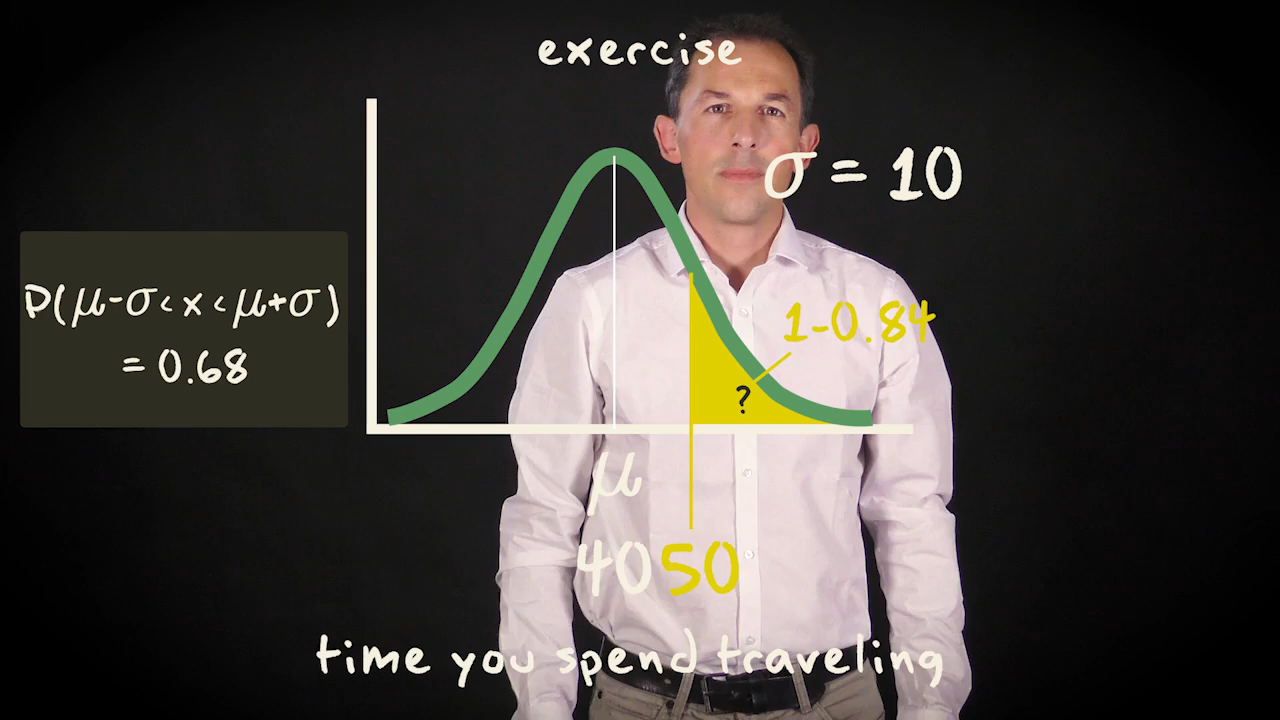 exercise
σ = 10
P(μ-σ<x<μ+σ)
= 0.68
1-0.84
?
μ
40 50
time you spend traveling